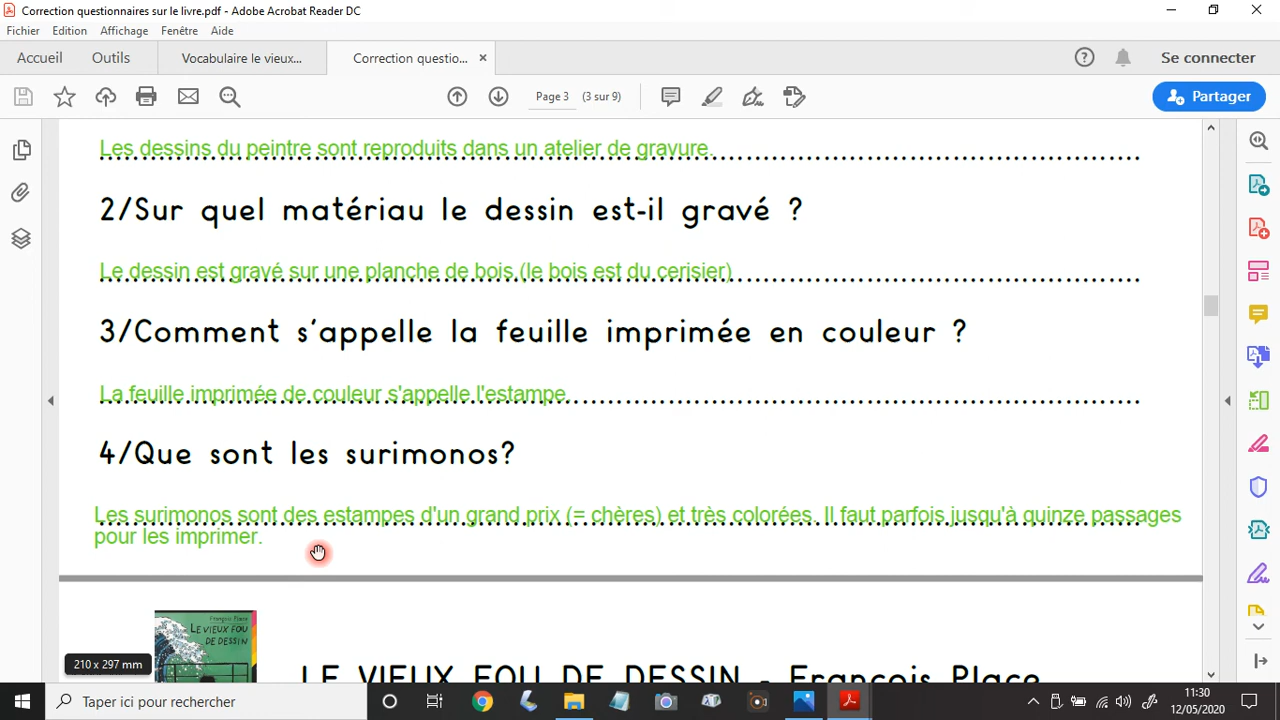 Correction questionnaires sur le livre.pdf - Adobe Acrobat Reader DC
Fichier Edition Affichage Fenêtre Aide
Accueil Outils Vocabulaire le vieux... Correction questio... × Se connecter
Page 3 (3 sur 9) Partager
Les dessins du peintre sont reproduits dans un atelier de gravure.
2/Sur quel matériau le dessin est-il gravé ?
Le dessin est gravé sur une planche de bois.(le bois est du cerisier)
3/Comment s'appelle la feuille imprimée en couleur ?
La feuille imprimée de couleur s'appelle l'estampe.
4/Que sont les surimonos?
Les surimonos sont des estampes d'un grand prix (= chères) et très colorées. Il faut parfois jusqu'à quinze passages
pour les imprimer.
François Place
LE VIEUX FOU
DE DESSIN
LE VIEUX FOU DE DESSIN - François Place
210 x 297 mm
Taper ici pour rechercher
11:30
12/05/2020